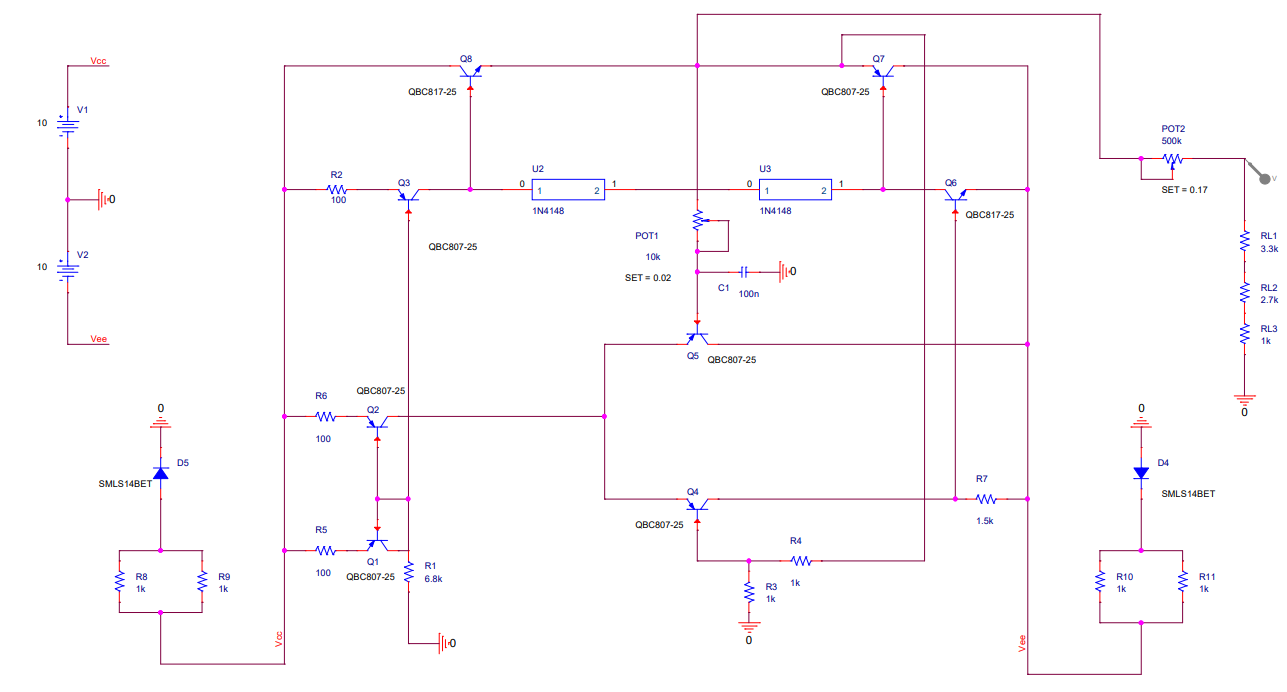 Vcc
V1
10
0
V2
10
Vee
Q8
QBC817-25
Q7
QBC807-25
R2
100
Q3
QBC807-25
U2
0
1
2
1
1N4148
U3
0
1
2
1
1N4148
Q6
QBC817-25
POT2
500k
SET = 0.17
V
POT1
10k
SET = 0.02
0
C1
100n
RL1
3.3k
RL2
2.7k
RL3
1k
0
Q5
QBC807-25
R6
100
QBC807-25
Q2
0
D5
SMLS14BET
R8
1k
R9
1k
R5
100
Q1
QBC807-25
R1
6.8k
0
Vcc
Q4
QBC807-25
R7
1.5k
R4
1k
R3
1k
0
Vee
0
D4
SMLS14BET
R10
1k
R11
1k